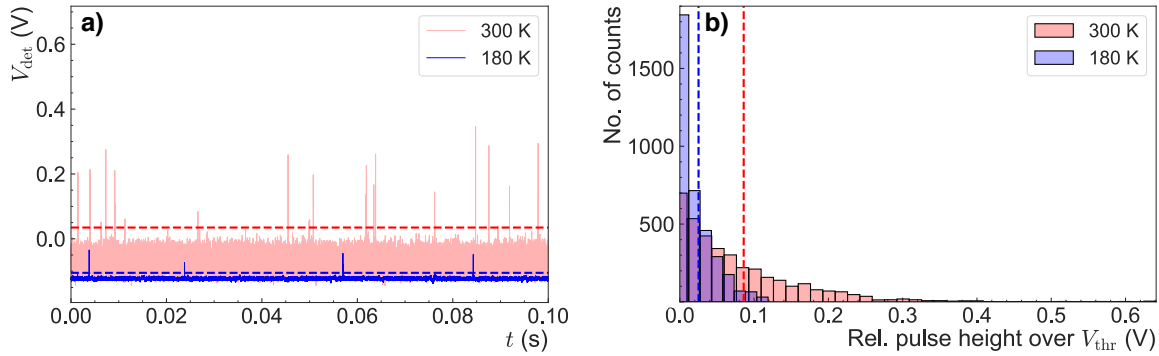 a)
300 K
180 K
V_det (V)
0.6
0.4
0.2
0.0
0.00 0.02 0.04 0.06 0.08 0.10
t (s)
b)
300 K
180 K
No. of counts
1500
1000
500
0.0 0.1 0.2 0.3 0.4 0.5 0.6
Rel. pulse height over V_thr (V)